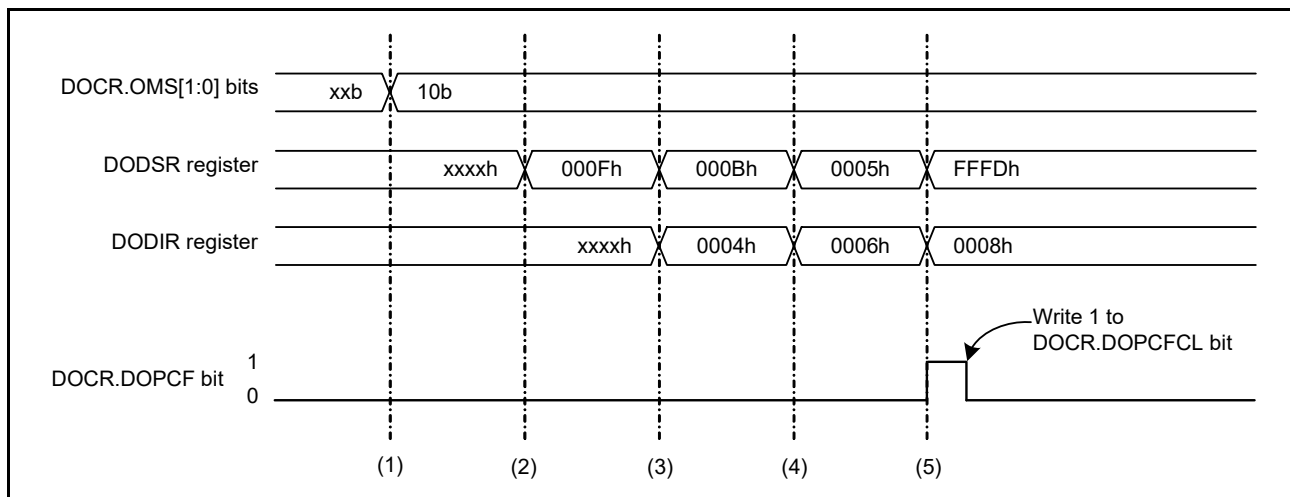 DOCR.OMS[1:0] bits xxb 10b
DODSR register xxxxh 000Fh 000Bh 0005h FFFDh
DODIR register xxxxh 0004h 0006h 0008h
Write 1 to
DOCR.DOPCFCL bit
DOCR.DOPCF bit 1
0
(1) (2) (3) (4) (5)